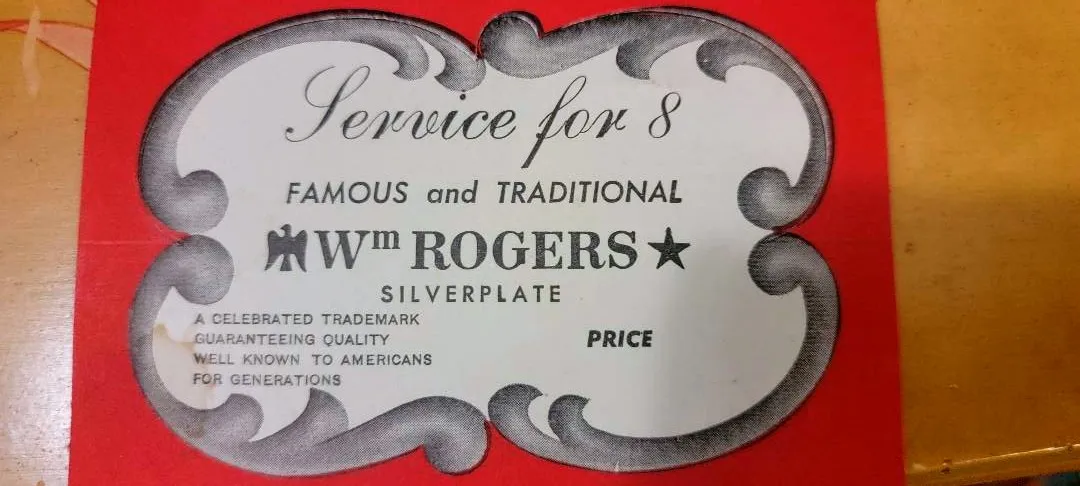 Service for 8
FAMOUS and TRADITIONAL
Wm ROGERS ★
SILVERPLATE
A CELEBRATED TRADEMARK
GUARANTEEING QUALITY
WELL KNOWN TO AMERICANS
FOR GENERATIONS
PRICE